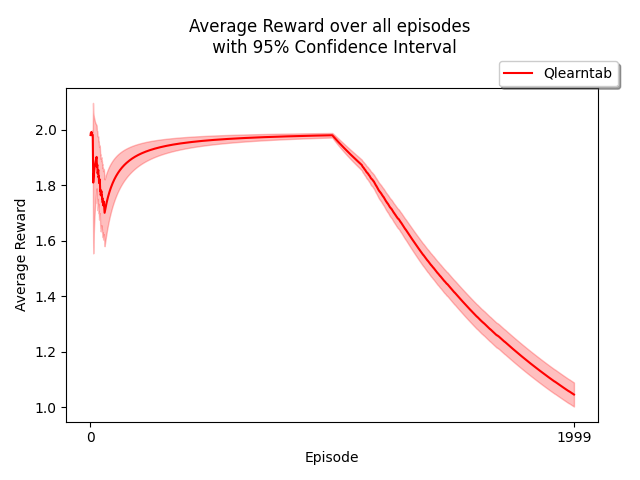 Average Reward over all episodes
with 95% Confidence Interval
Qlearntab
Average Reward
2.0
1.8
1.6
1.4
1.2
1.0
0
1999
Episode